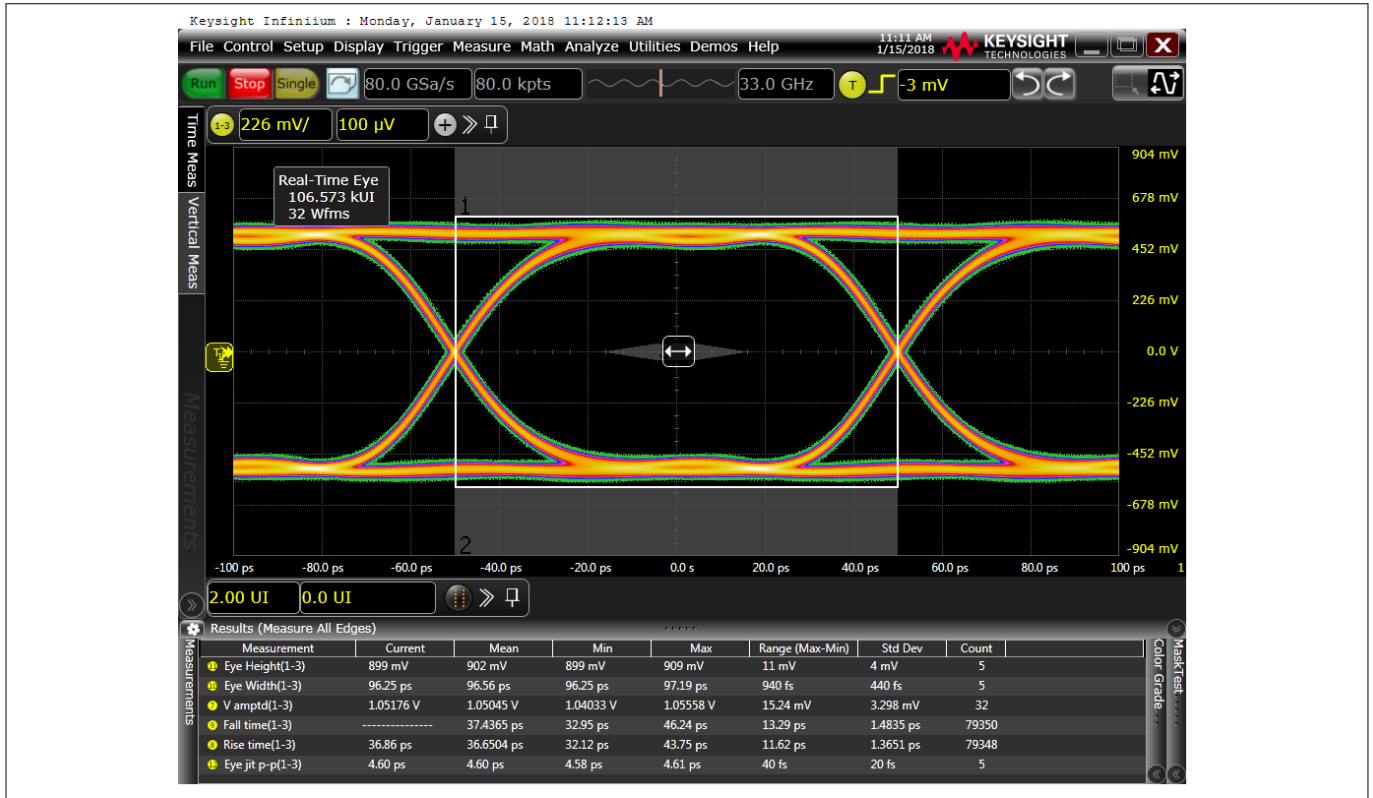 Keysight Infiniium : Monday, January 15, 2018 11:12:13 AM
File Control Setup Display Trigger Measure Math Analyze Utilities Demos Help
11:11 AM
1/15/2018
KEYSIGHT
TECHNOLOGIES
Run Stop Single 80.0 GSa/s 80.0 kpts 33.0 GHz T -3 mV
1-3 226 mV/ 100 µV
Time Meas
Vertical Meas
Measurements
Real-Time Eye
106.573 kUI
32 Wfms
1
2
904 mV
678 mV
452 mV
226 mV
0.0 V
-226 mV
-452 mV
-678 mV
-904 mV
-100 ps -80.0 ps -60.0 ps -40.0 ps -20.0 ps 0.0 s 20.0 ps 40.0 ps 60.0 ps 80.0 ps 100 ps 1
2.00 UI 0.0 UI
Results (Measure All Edges)
Measurement Current Mean Min Max Range (Max-Min) Std Dev Count
11 Eye Height(1-3) 899 mV 902 mV 899 mV 909 mV 11 mV 4 mV 5
10 Eye Width(1-3) 96.25 ps 96.56 ps 96.25 ps 97.19 ps 940 fs 440 fs 5
7 V amptd(1-3) 1.05176 V 1.05045 V 1.04033 V 1.05558 V 15.24 mV 3.298 mV 32
9 Fall time(1-3) --------------- 37.4365 ps 32.95 ps 46.24 ps 13.29 ps 1.4835 ps 79350
8 Rise time(1-3) 36.86 ps 36.6504 ps 32.12 ps 43.75 ps 11.62 ps 1.3651 ps 79348
12 Eye jit p-p(1-3) 4.60 ps 4.60 ps 4.58 ps 4.61 ps 40 fs 20 fs 5
Measurements
Color Grade
MaskTest